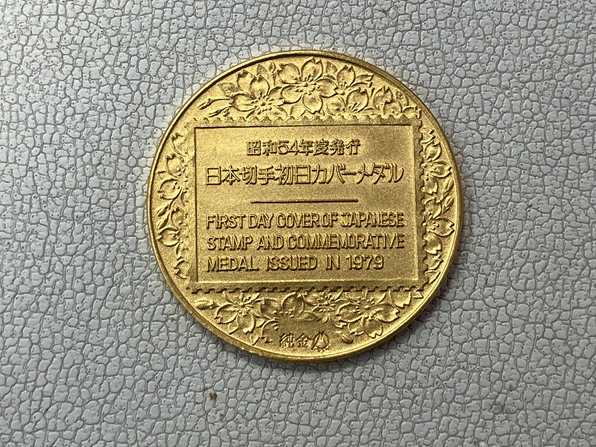 昭和54年度発行
日本切手初日カバーメダル
FIRST DAY COVER OF JAPANESE
STAMP AND COMMEMORATIVE
MEDAL ISSUED IN 1979
純金